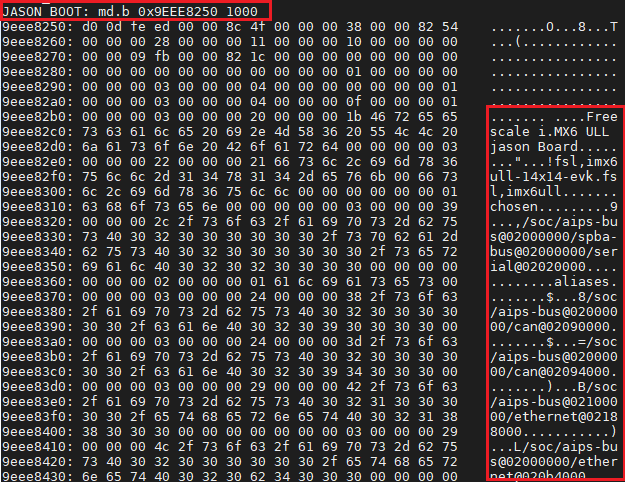 JASON BOOT: md.b 0x9EEE8250 1000
9eee8250: d0 0d fe ed 00 00 8c 4f 00 00 00 38 00 00 82 54 .......O...8...T
9eee8260: 00 00 00 28 00 00 00 11 00 00 00 10 00 00 00 00 ...(............
9eee8270: 00 00 09 fb 00 00 82 1c 00 00 00 00 00 00 00 00 ................
9eee8280: 00 00 00 00 00 00 00 00 00 00 00 01 00 00 00 00 ................
9eee8290: 00 00 00 03 00 00 00 04 00 00 00 00 00 00 00 01 ................
9eee82a0: 00 00 00 03 00 00 00 04 00 00 00 0f 00 00 00 01 ................
9eee82b0: 00 00 00 03 00 00 00 20 00 00 00 1b 46 72 65 65 ....... ....Free
9eee82c0: 73 63 61 6c 65 20 69 2e 4d 58 36 20 55 4c 4c 20 scale i.MX6 ULL
9eee82d0: 6a 61 73 6f 6e 20 42 6f 61 72 64 00 00 00 00 03 jason Board.....
9eee82e0: 00 00 00 22 00 00 00 21 66 73 6c 2c 69 6d 78 36 ..."...!fsl,imx6
9eee82f0: 75 6c 6c 2d 31 34 78 31 34 2d 65 76 6b 00 66 73 ull-14x14-evk.fs
9eee8300: 6c 2c 69 6d 78 36 75 6c 6c 00 00 00 00 00 00 01 l,imx6ull.......
9eee8310: 63 68 6f 73 65 6e 00 00 00 00 00 03 00 00 00 39 chosen.........9
9eee8320: 00 00 00 2c 2f 73 6f 63 2f 61 69 70 73 2d 62 75 ...,/soc/aips-bu
9eee8330: 73 40 30 32 30 30 30 30 30 30 2f 73 70 62 61 2d s@02000000/spba-
9eee8340: 62 75 73 40 30 32 30 30 30 30 30 30 2f 73 65 72 bus@02000000/ser
9eee8350: 69 61 6c 40 30 32 30 32 30 30 30 30 00 00 00 00 ial@02020000....
9eee8360: 00 00 00 02 00 00 00 01 61 6c 69 61 73 65 73 00 ........aliases.
9eee8370: 00 00 00 03 00 00 00 24 00 00 00 38 2f 73 6f 63 .......$...8/soc
9eee8380: 2f 61 69 70 73 2d 62 75 73 40 30 32 30 30 30 30 /aips-bus@020000
9eee8390: 30 30 2f 63 61 6e 40 30 32 30 39 30 30 30 30 00 00/can@02090000.
9eee83a0: 00 00 00 03 00 00 00 24 00 00 00 3d 2f 73 6f 63 .......$...=/soc
9eee83b0: 2f 61 69 70 73 2d 62 75 73 40 30 32 30 30 30 30 /aips-bus@020000
9eee83c0: 30 30 2f 63 61 6e 40 30 32 30 39 34 30 30 30 00 00/can@02094000.
9eee83d0: 00 00 00 03 00 00 00 29 00 00 00 42 2f 73 6f 63 .......)...B/soc
9eee83e0: 2f 61 69 70 73 2d 62 75 73 40 30 32 31 30 30 30 /aips-bus@021000
9eee83f0: 30 30 2f 65 74 68 65 72 6e 65 74 40 30 32 31 38 00/ethernet@0218
9eee8400: 38 30 30 30 00 00 00 00 00 00 00 03 00 00 00 29 8000...........)
9eee8410: 00 00 00 4c 2f 73 6f 63 2f 61 69 70 73 2d 62 75 ...L/soc/aips-bu
9eee8420: 73 40 30 32 30 30 30 30 30 30 2f 65 74 68 65 72 s@02000000/ether
9eee8430: 6e 65 74 40 30 32 30 62 34 30 30 30 00 00 00 00 net@020b4000....